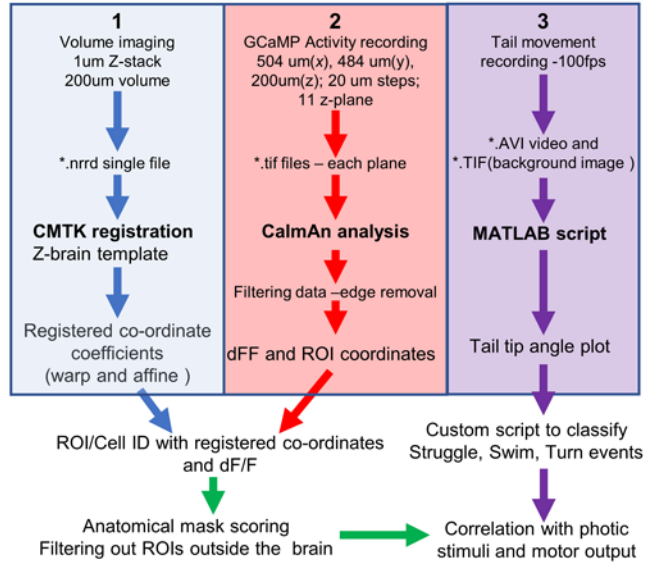 1
Volume imaging
1um Z-stack
200um volume
*.nrrd single file
CMTK registration
Z-brain template
Registered co-ordinate
coefficients
(warp and affine )
2
GCaMP Activity recording
504 um(x), 484 um(y),
200um(z); 20 um steps;
11 z-plane
*.tif files – each plane
CalmAn analysis
Filtering data –edge removal
dFF and ROI coordinates
3
Tail movement
recording -100fps
*.AVI video and
*.TIF(background image )
MATLAB script
Tail tip angle plot
ROI/Cell ID with registered co-ordinates
and dF/F
Custom script to classify
Struggle, Swim, Turn events
Anatomical mask scoring
Filtering out ROIs outside the brain
Correlation with photic
stimuli and motor output